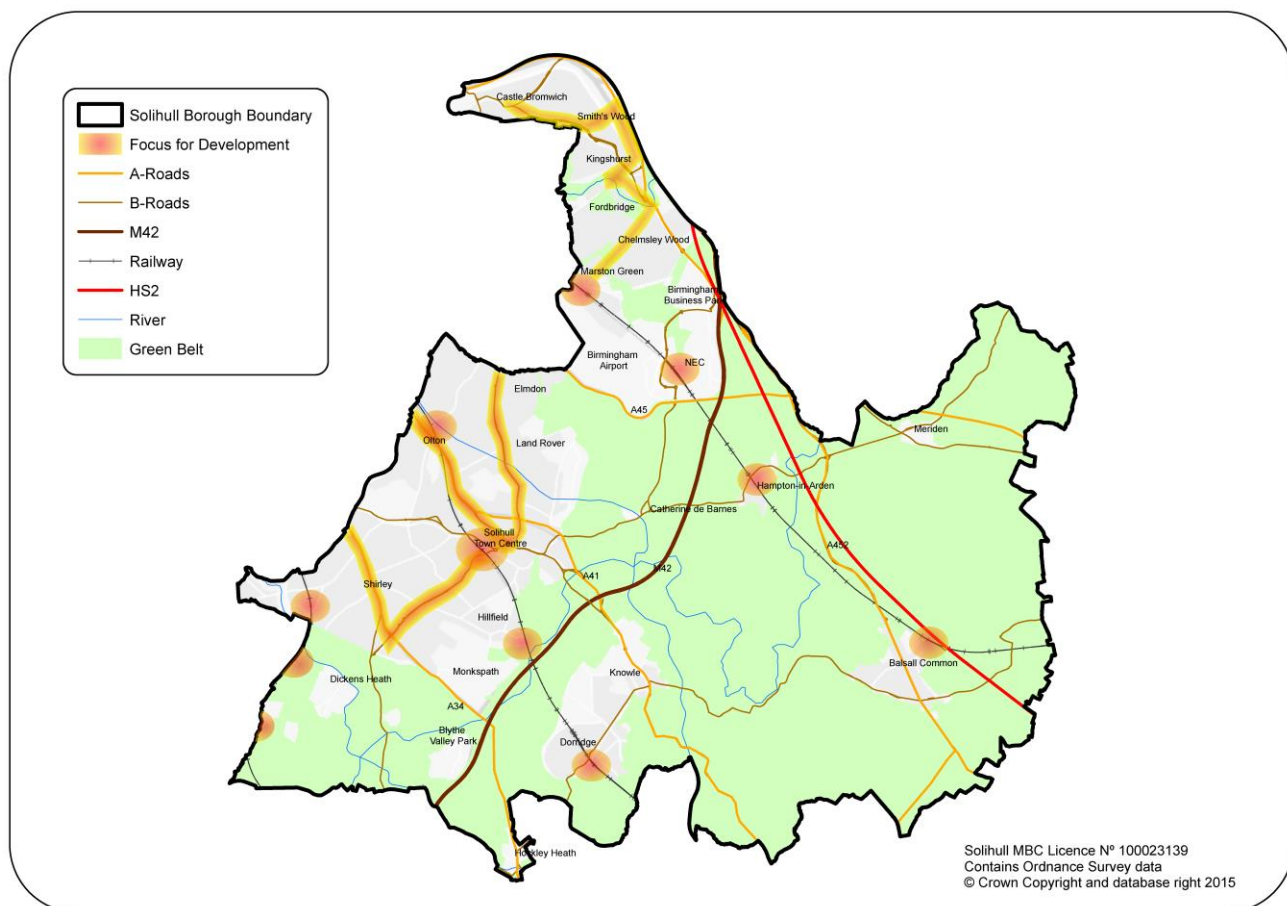 Solihull Borough Boundary
Focus for Development
A-Roads
B-Roads
M42
Railway
HS2
River
Green Belt
Castle Bromwich
Smith's Wood
Kingshurst
Fordbridge
Chelmsley Wood
Marston Green
Birmingham
Business Park
Birmingham
Airport
NEC
Elmdon
A45
Land Rover
Olton
Meriden
Hampton-in-Arden
Catherine de Barnes
Solihull
Town Centre
A452
A41
M42
Shirley
Hillfield
Balsall Common
Monkspath
Knowle
Dickens Heath
A34
Blythe
Valley Park
Dorridge
Hockley Heath
Solihull MBC Licence Nº 100023139
Contains Ordnance Survey data
© Crown Copyright and database right 2015